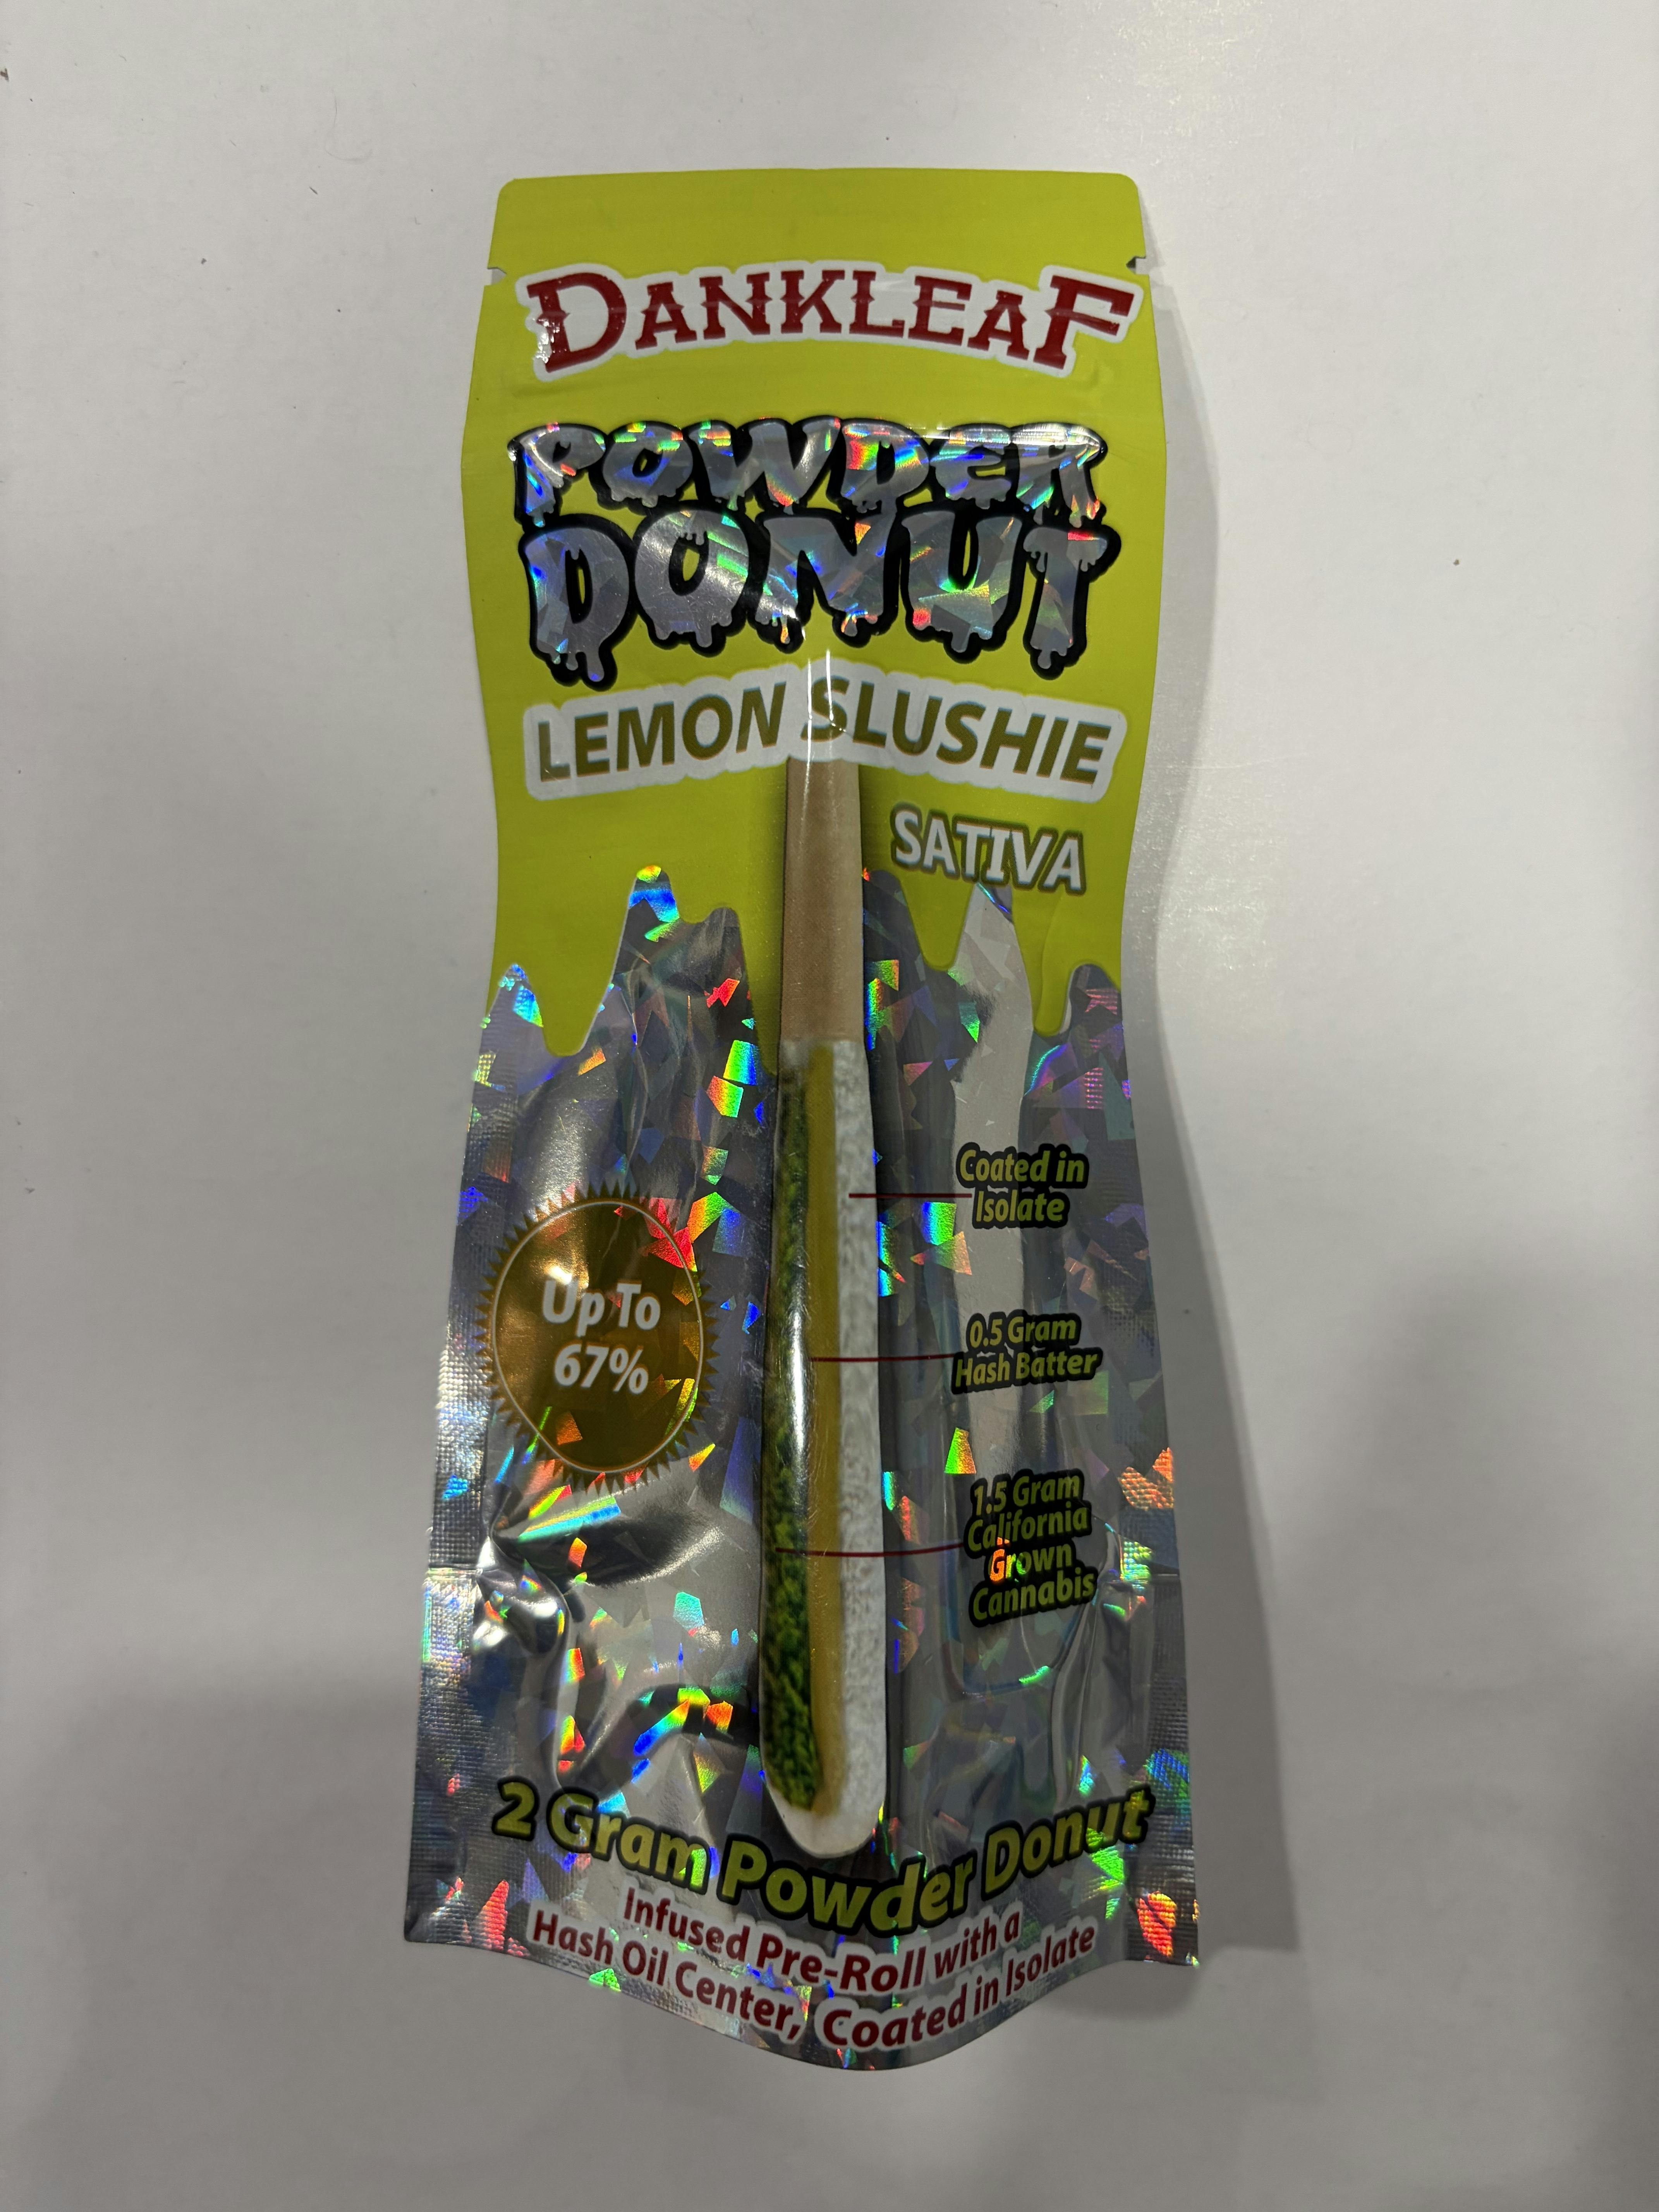 DANKLEAF
POWDER
DONUT
LEMON SLUSHIE
SATIVA
Coated in
Isolate
Up To
67%
0.5 Gram
Hash Batter
1.5 Gram
California
Grown
Cannabis
2 Gram Powder Donut
Infused Pre-Roll with a
Hash Oil Center, Coated in Isolate